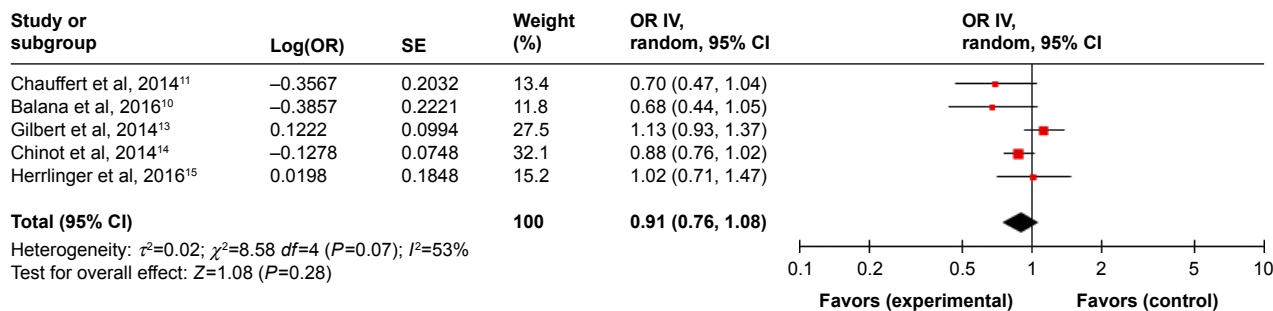 Study or subgroup Log(OR) SE Weight (%) OR IV, random, 95% CI OR IV, random, 95% CI
Chauffert et al, 2014¹¹ –0.3567 0.2032 13.4 0.70 (0.47, 1.04)
Balana et al, 2016¹⁰ –0.3857 0.2221 11.8 0.68 (0.44, 1.05)
Gilbert et al, 2014¹³ 0.1222 0.0994 27.5 1.13 (0.93, 1.37)
Chinot et al, 2014¹⁴ –0.1278 0.0748 32.1 0.88 (0.76, 1.02)
Herrlinger et al, 2016¹⁵ 0.0198 0.1848 15.2 1.02 (0.71, 1.47)
Total (95% CI) 100 0.91 (0.76, 1.08)
Heterogeneity: τ²=0.02; χ²=8.58 df=4 (P=0.07); I²=53%
Test for overall effect: Z=1.08 (P=0.28)
0.1 0.2 0.5 1 2 5 10
Favors (experimental) Favors (control)